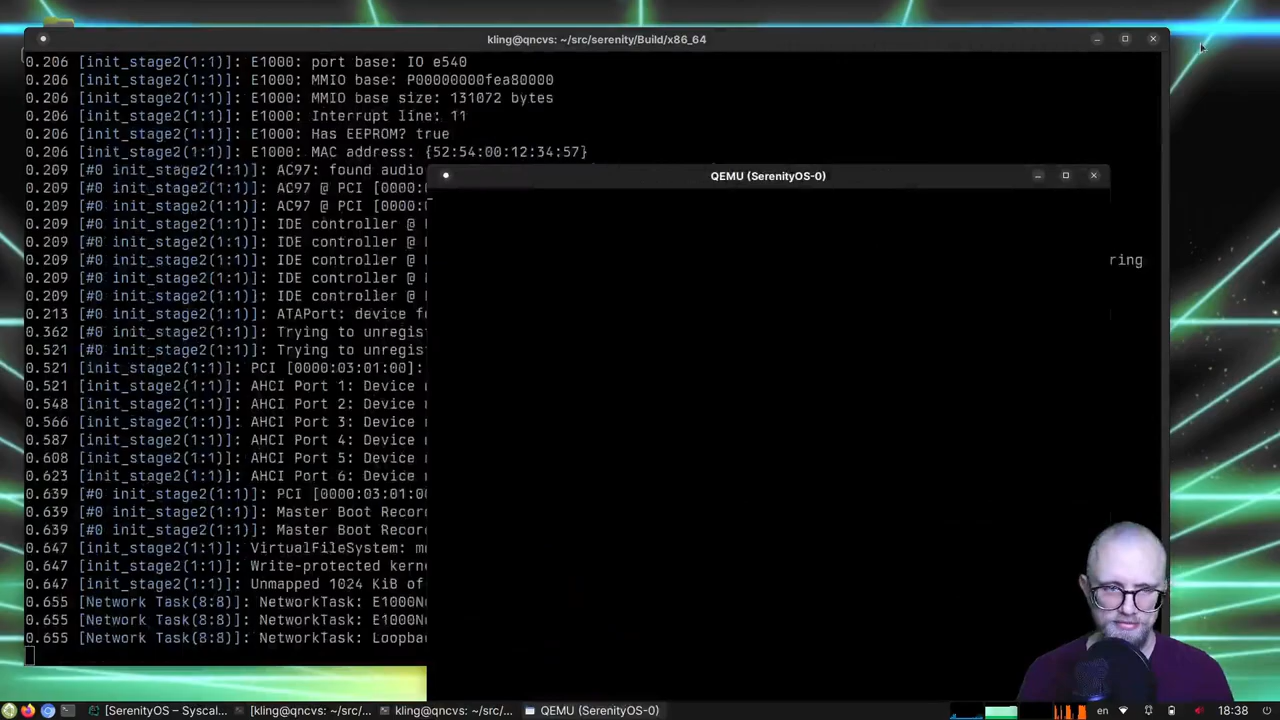 kling@qncvs: ~/src/serenity/Build/x86_64
0.206 [init_stage2(1:1)]: E1000: port base: IO e540
0.206 [init_stage2(1:1)]: E1000: MMIO base: P00000000fea80000
0.206 [init_stage2(1:1)]: E1000: MMIO base size: 131072 bytes
0.206 [init_stage2(1:1)]: E1000: Interrupt line: 11
0.206 [init_stage2(1:1)]: E1000: Has EEPROM? true
0.206 [init_stage2(1:1)]: E1000: MAC address: {52:54:00:12:34:57}
0.209 [#0 init_stage2(1:1)]: AC97: found audio
QEMU (SerenityOS-0)
0.209 [#0 init_stage2(1:1)]: AC97 @ PCI [0000:
0.209 [#0 init_stage2(1:1)]: AC97 @ PCI [0000:
0.209 [#0 init_stage2(1:1)]: IDE controller @
0.209 [#0 init_stage2(1:1)]: IDE controller @
0.209 [#0 init_stage2(1:1)]: IDE controller @
ring
0.209 [#0 init_stage2(1:1)]: IDE controller @
0.209 [#0 init_stage2(1:1)]: IDE controller @
0.213 [#0 init_stage2(1:1)]: ATAPort: device f
0.362 [#0 init_stage2(1:1)]: Trying to unregis
0.521 [#0 init_stage2(1:1)]: Trying to unregis
0.521 [init_stage2(1:1)]: PCI [0000:03:01:00]:
0.521 [init_stage2(1:1)]: AHCI Port 1: Device
0.548 [init_stage2(1:1)]: AHCI Port 2: Device
0.566 [init_stage2(1:1)]: AHCI Port 3: Device
0.587 [init_stage2(1:1)]: AHCI Port 4: Device
0.608 [init_stage2(1:1)]: AHCI Port 5: Device
0.623 [init_stage2(1:1)]: AHCI Port 6: Device
0.639 [#0 init_stage2(1:1)]: PCI [0000:03:01:00
0.639 [#0 init_stage2(1:1)]: Master Boot Recor
0.639 [#0 init_stage2(1:1)]: Master Boot Recor
0.647 [init_stage2(1:1)]: VirtualFileSystem: m
0.647 [init_stage2(1:1)]: Write-protected kern
0.647 [init_stage2(1:1)]: Unmapped 1024 KiB of
0.655 [Network Task(8:8)]: NetworkTask: E1000N
0.655 [Network Task(8:8)]: NetworkTask: E1000N
0.655 [Network Task(8:8)]: NetworkTask: Loopba
[SerenityOS – Syscal...
[kling@qncvs: ~/src/...
kling@qncvs: ~/src/...
QEMU (SerenityOS-0)
en
18:38